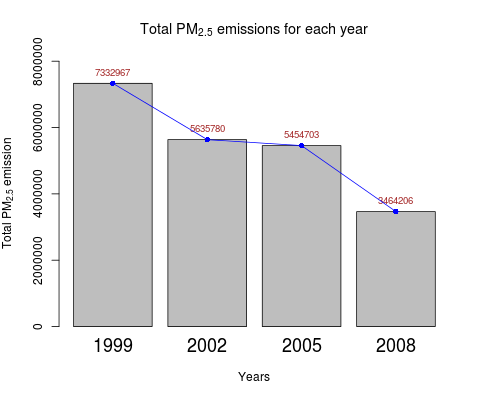 Total PM2.5 emissions for each year
Total PM2.5 emission
8000000
6000000
4000000
2000000
0
7332967
5635780
5454703
3464206
1999 2002 2005 2008
Years